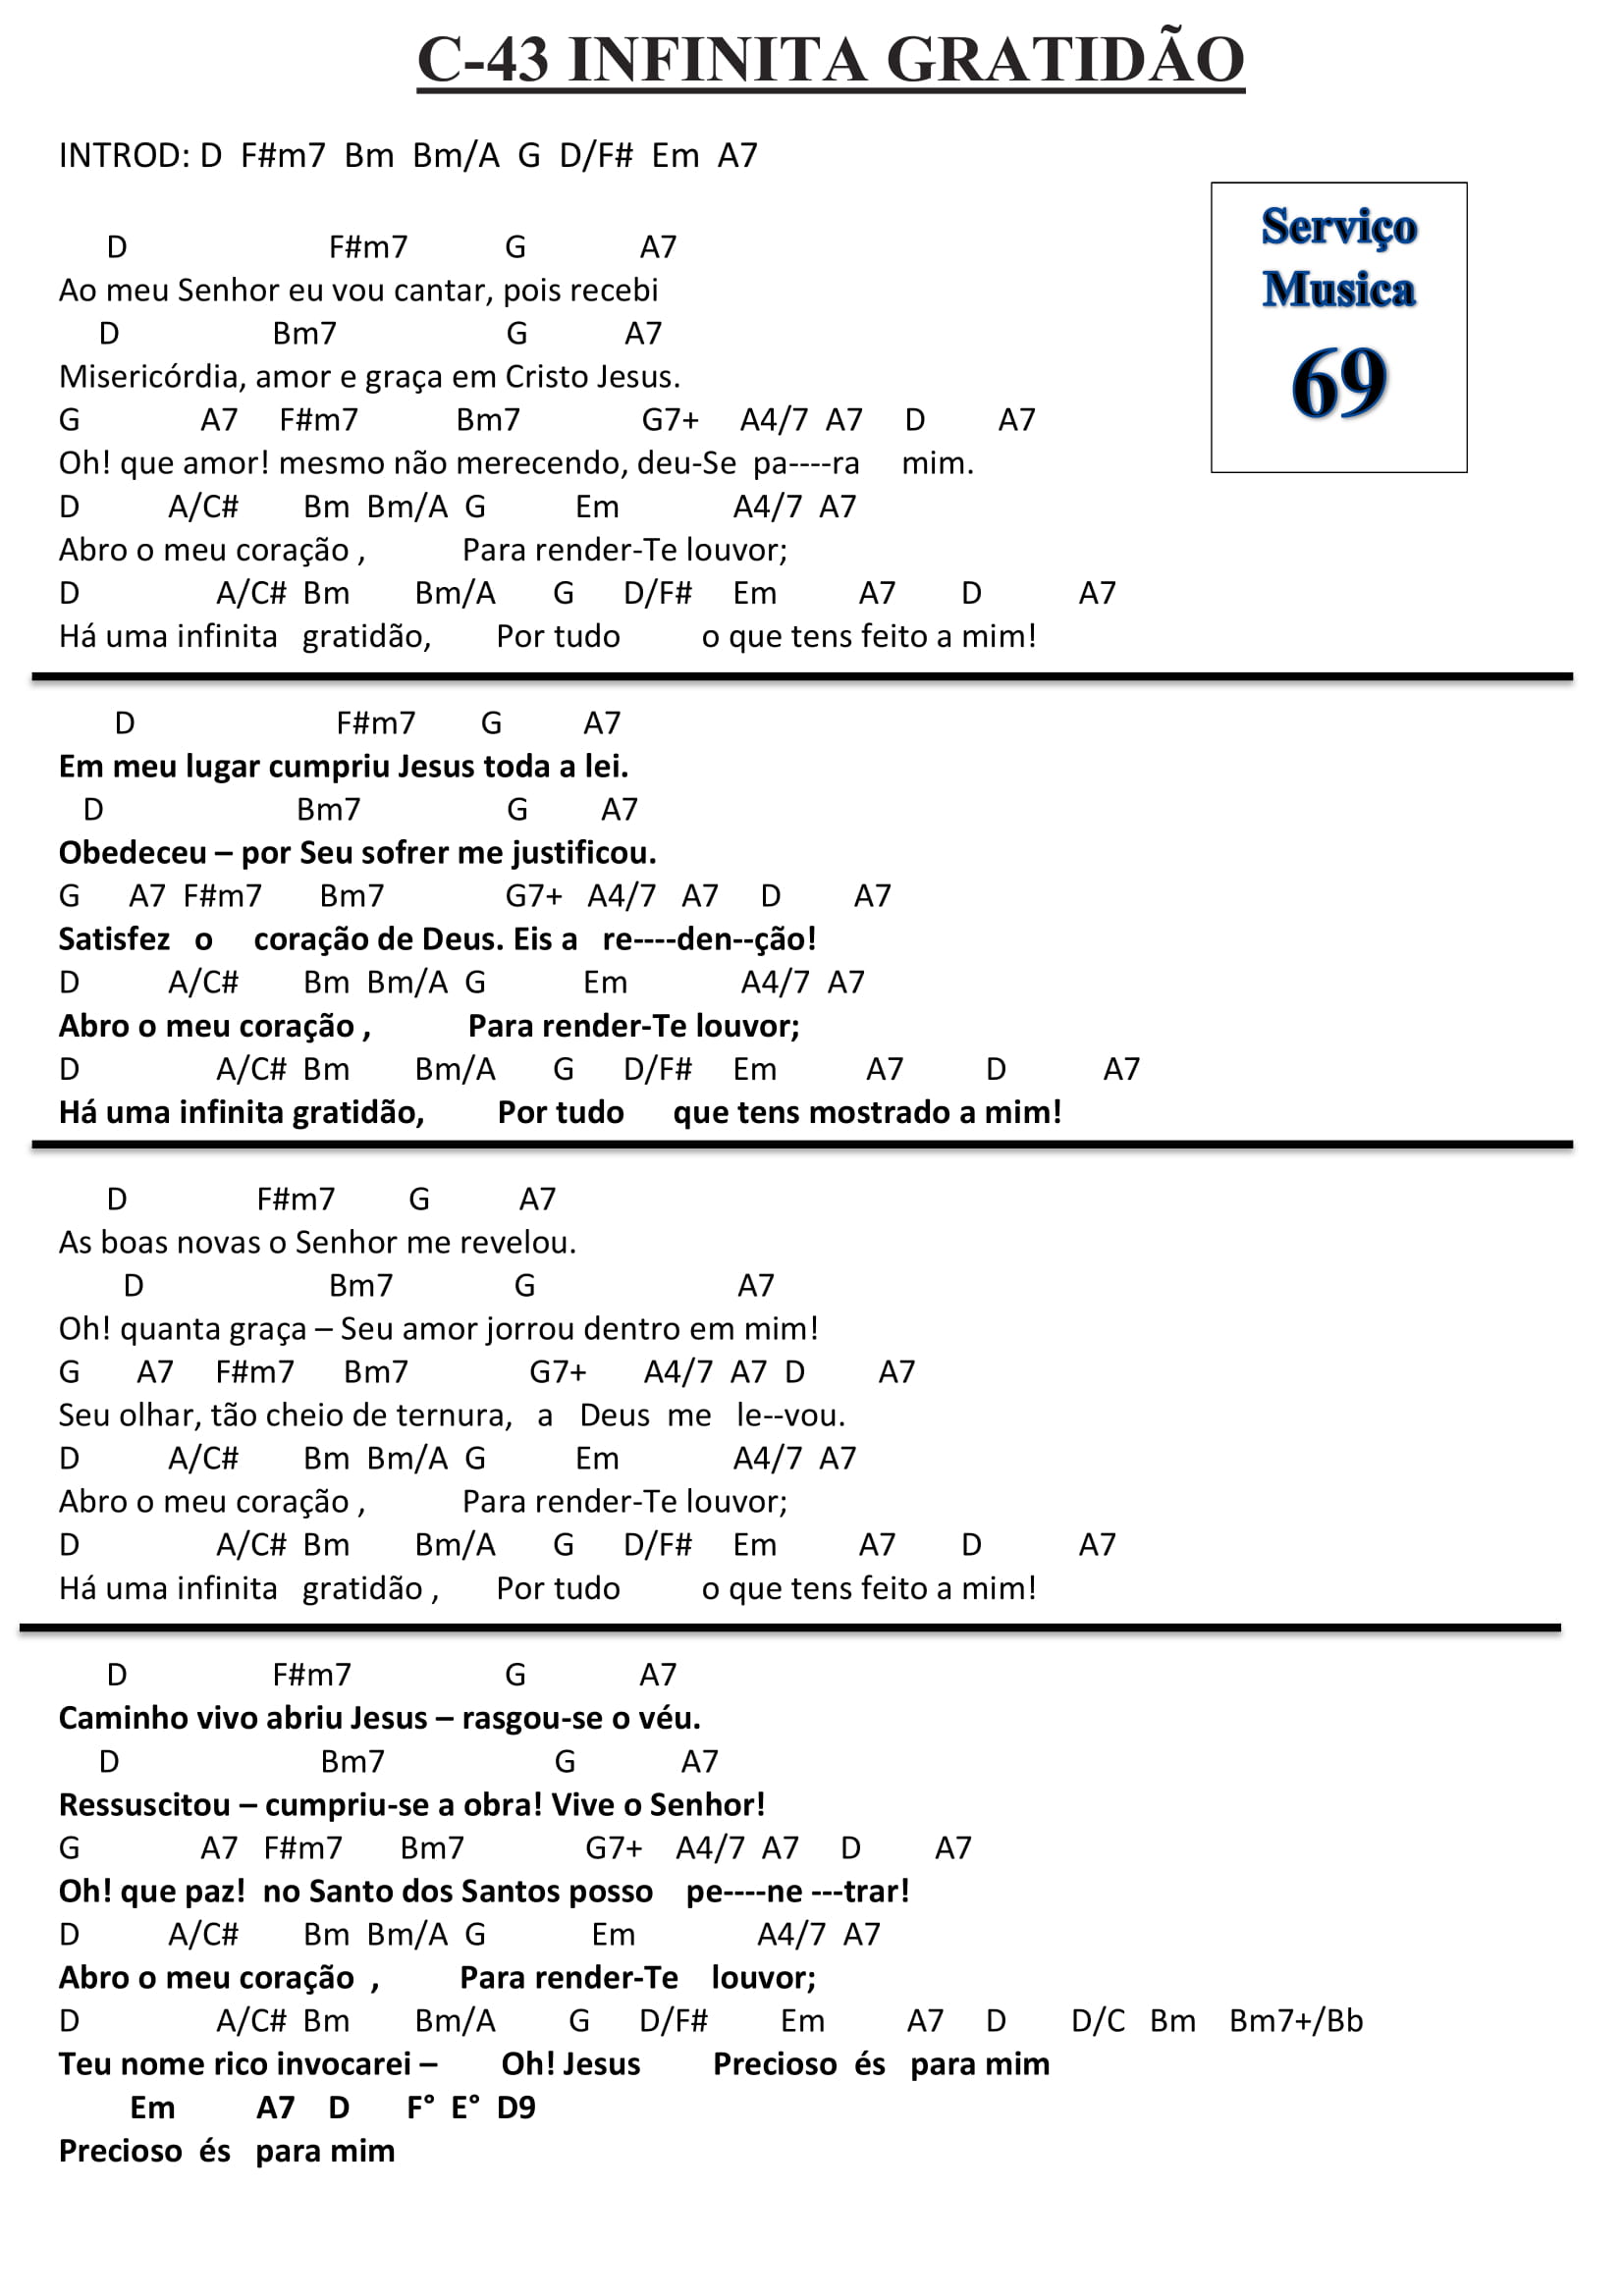 C-43 INFINITA GRATIDÃO
INTROD: D F#m7 Bm Bm/A G D/F# Em A7
Serviço
Musica
69
D F#m7 G A7
Ao meu Senhor eu vou cantar, pois recebi
D Bm7 G A7
Misericórdia, amor e graça em Cristo Jesus.
G A7 F#m7 Bm7 G7+ A4/7 A7 D A7
Oh! que amor! mesmo não merecendo, deu-Se pa----ra mim.
D A/C# Bm Bm/A G Em A4/7 A7
Abro o meu coração , Para render-Te louvor;
D A/C# Bm Bm/A G D/F# Em A7 D A7
Há uma infinita gratidão, Por tudo o que tens feito a mim!
D F#m7 G A7
Em meu lugar cumpriu Jesus toda a lei.
D Bm7 G A7
Obedeceu – por Seu sofrer me justificou.
G A7 F#m7 Bm7 G7+ A4/7 A7 D A7
Satisfez o coração de Deus. Eis a re----den--ção!
D A/C# Bm Bm/A G Em A4/7 A7
Abro o meu coração , Para render-Te louvor;
D A/C# Bm Bm/A G D/F# Em A7 D A7
Há uma infinita gratidão, Por tudo que tens mostrado a mim!
D F#m7 G A7
As boas novas o Senhor me revelou.
D Bm7 G A7
Oh! quanta graça – Seu amor jorrou dentro em mim!
G A7 F#m7 Bm7 G7+ A4/7 A7 D A7
Seu olhar, tão cheio de ternura, a Deus me le--vou.
D A/C# Bm Bm/A G Em A4/7 A7
Abro o meu coração , Para render-Te louvor;
D A/C# Bm Bm/A G D/F# Em A7 D A7
Há uma infinita gratidão , Por tudo o que tens feito a mim!
D F#m7 G A7
Caminho vivo abriu Jesus – rasgou-se o véu.
D Bm7 G A7
Ressuscitou – cumpriu-se a obra! Vive o Senhor!
G A7 F#m7 Bm7 G7+ A4/7 A7 D A7
Oh! que paz! no Santo dos Santos posso pe----ne ---trar!
D A/C# Bm Bm/A G Em A4/7 A7
Abro o meu coração , Para render-Te louvor;
D A/C# Bm Bm/A G D/F# Em A7 D D/C Bm Bm7+/Bb
Teu nome rico invocarei – Oh! Jesus Precioso és para mim
Em A7 D F° E° D9
Precioso és para mim